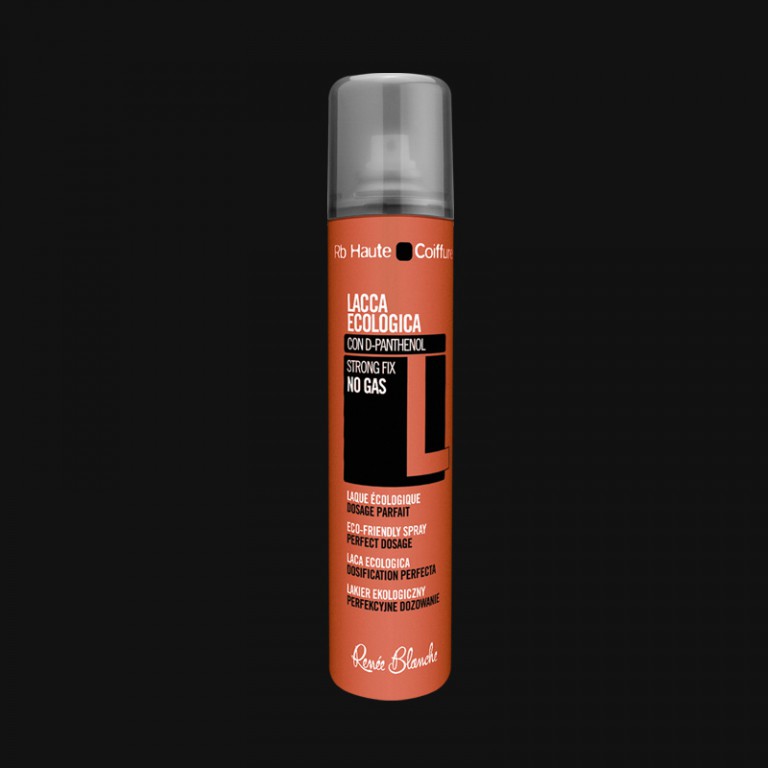 Rb Haute Coiffure
LACCA
ECOLOGICA
CON D-PANTHENOL
STRONG FIX
NO GAS
L
LAQUE ÉCOLOGIQUE
DOSAGE PARFAIT
ECO-FRIENDLY SPRAY
PERFECT DOSAGE
LACA ECOLOGICA
DOSIFICATION PERFECTA
LAKIER EKOLOGICZNY
PERFEKCYJNE DOZOWANIE
Renée Blanche